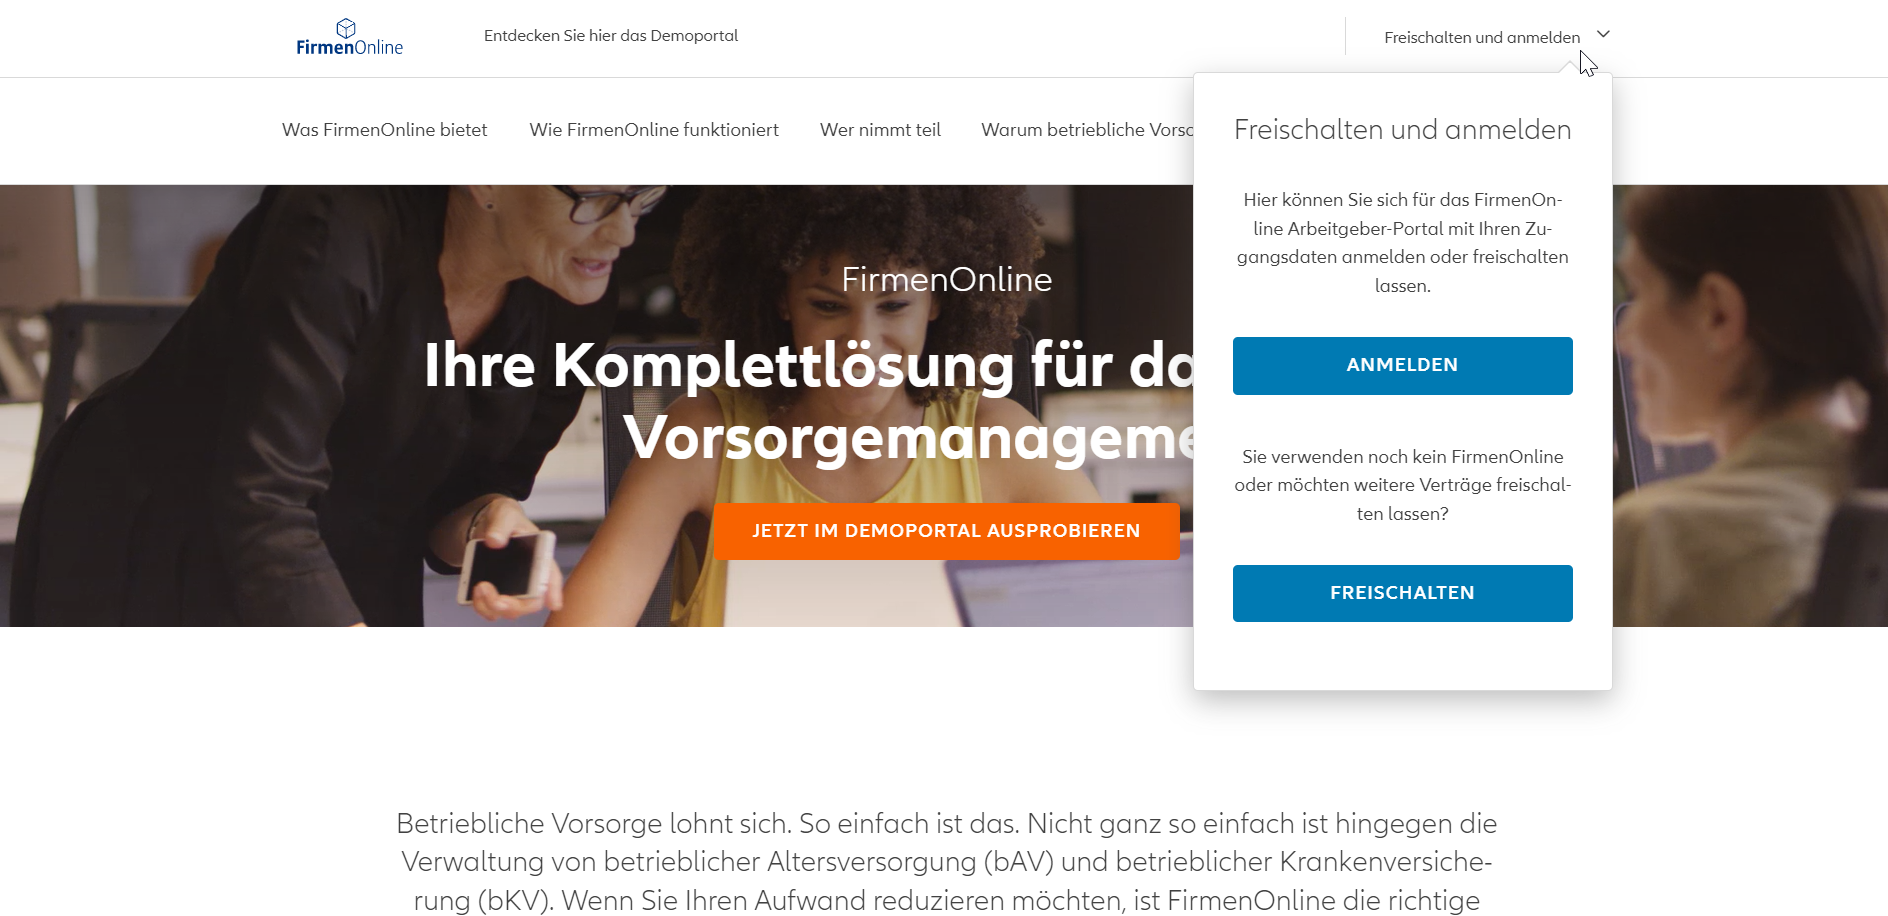 FirmenOnline
Entdecken Sie hier das Demoportal
Freischalten und anmelden
Was FirmenOnline bietet
Wie FirmenOnline funktioniert
Wer nimmt teil
Warum betriebliche
FirmenOnline
Ihre Komplettlösung für
JETZT IM DEMOPORTAL AUSPROBIEREN
Freischalten und anmelden
Hier können Sie sich für das FirmenOn-
line Arbeitgeber-Portal mit Ihren Zu-
gangsdaten anmelden oder freischalten
lassen.
ANMELDEN
Sie verwenden noch kein FirmenOnline
oder möchten weitere Verträge freischal-
ten lassen?
FREISCHALTEN
Betriebliche Vorsorge lohnt sich. So einfach ist das. Nicht ganz so einfach ist hingegen die
Verwaltung von betrieblicher Altersversorgung (bAV) und betrieblicher Krankenversiche-
rung (bKV). Wenn Sie Ihren Aufwand reduzieren möchten, ist FirmenOnline die richtige